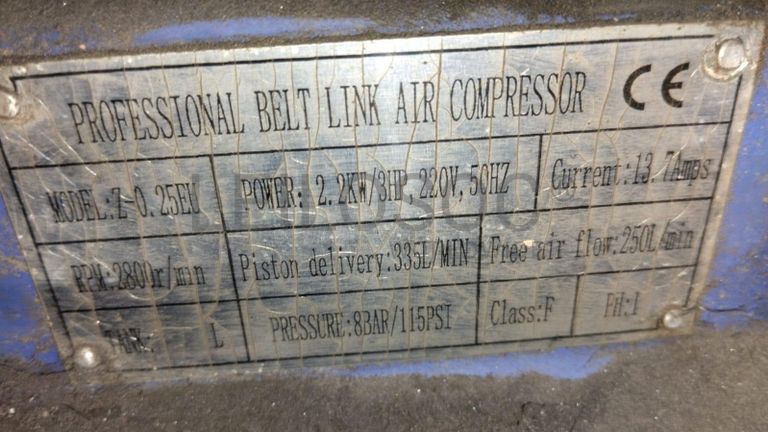 PROFESSIONAL BELT LINK AIR COMPRESSOR CE
MODEL:Z-0.25EU POWER: 2.2KW/3HP, 220V, 50HZ Current:13.7Amps
RPM:2800r/min Piston delivery:335L/MIN Free air flow:250L/min
TANK: L PRESSURE:8BAR/115PSI Class:F PH:1